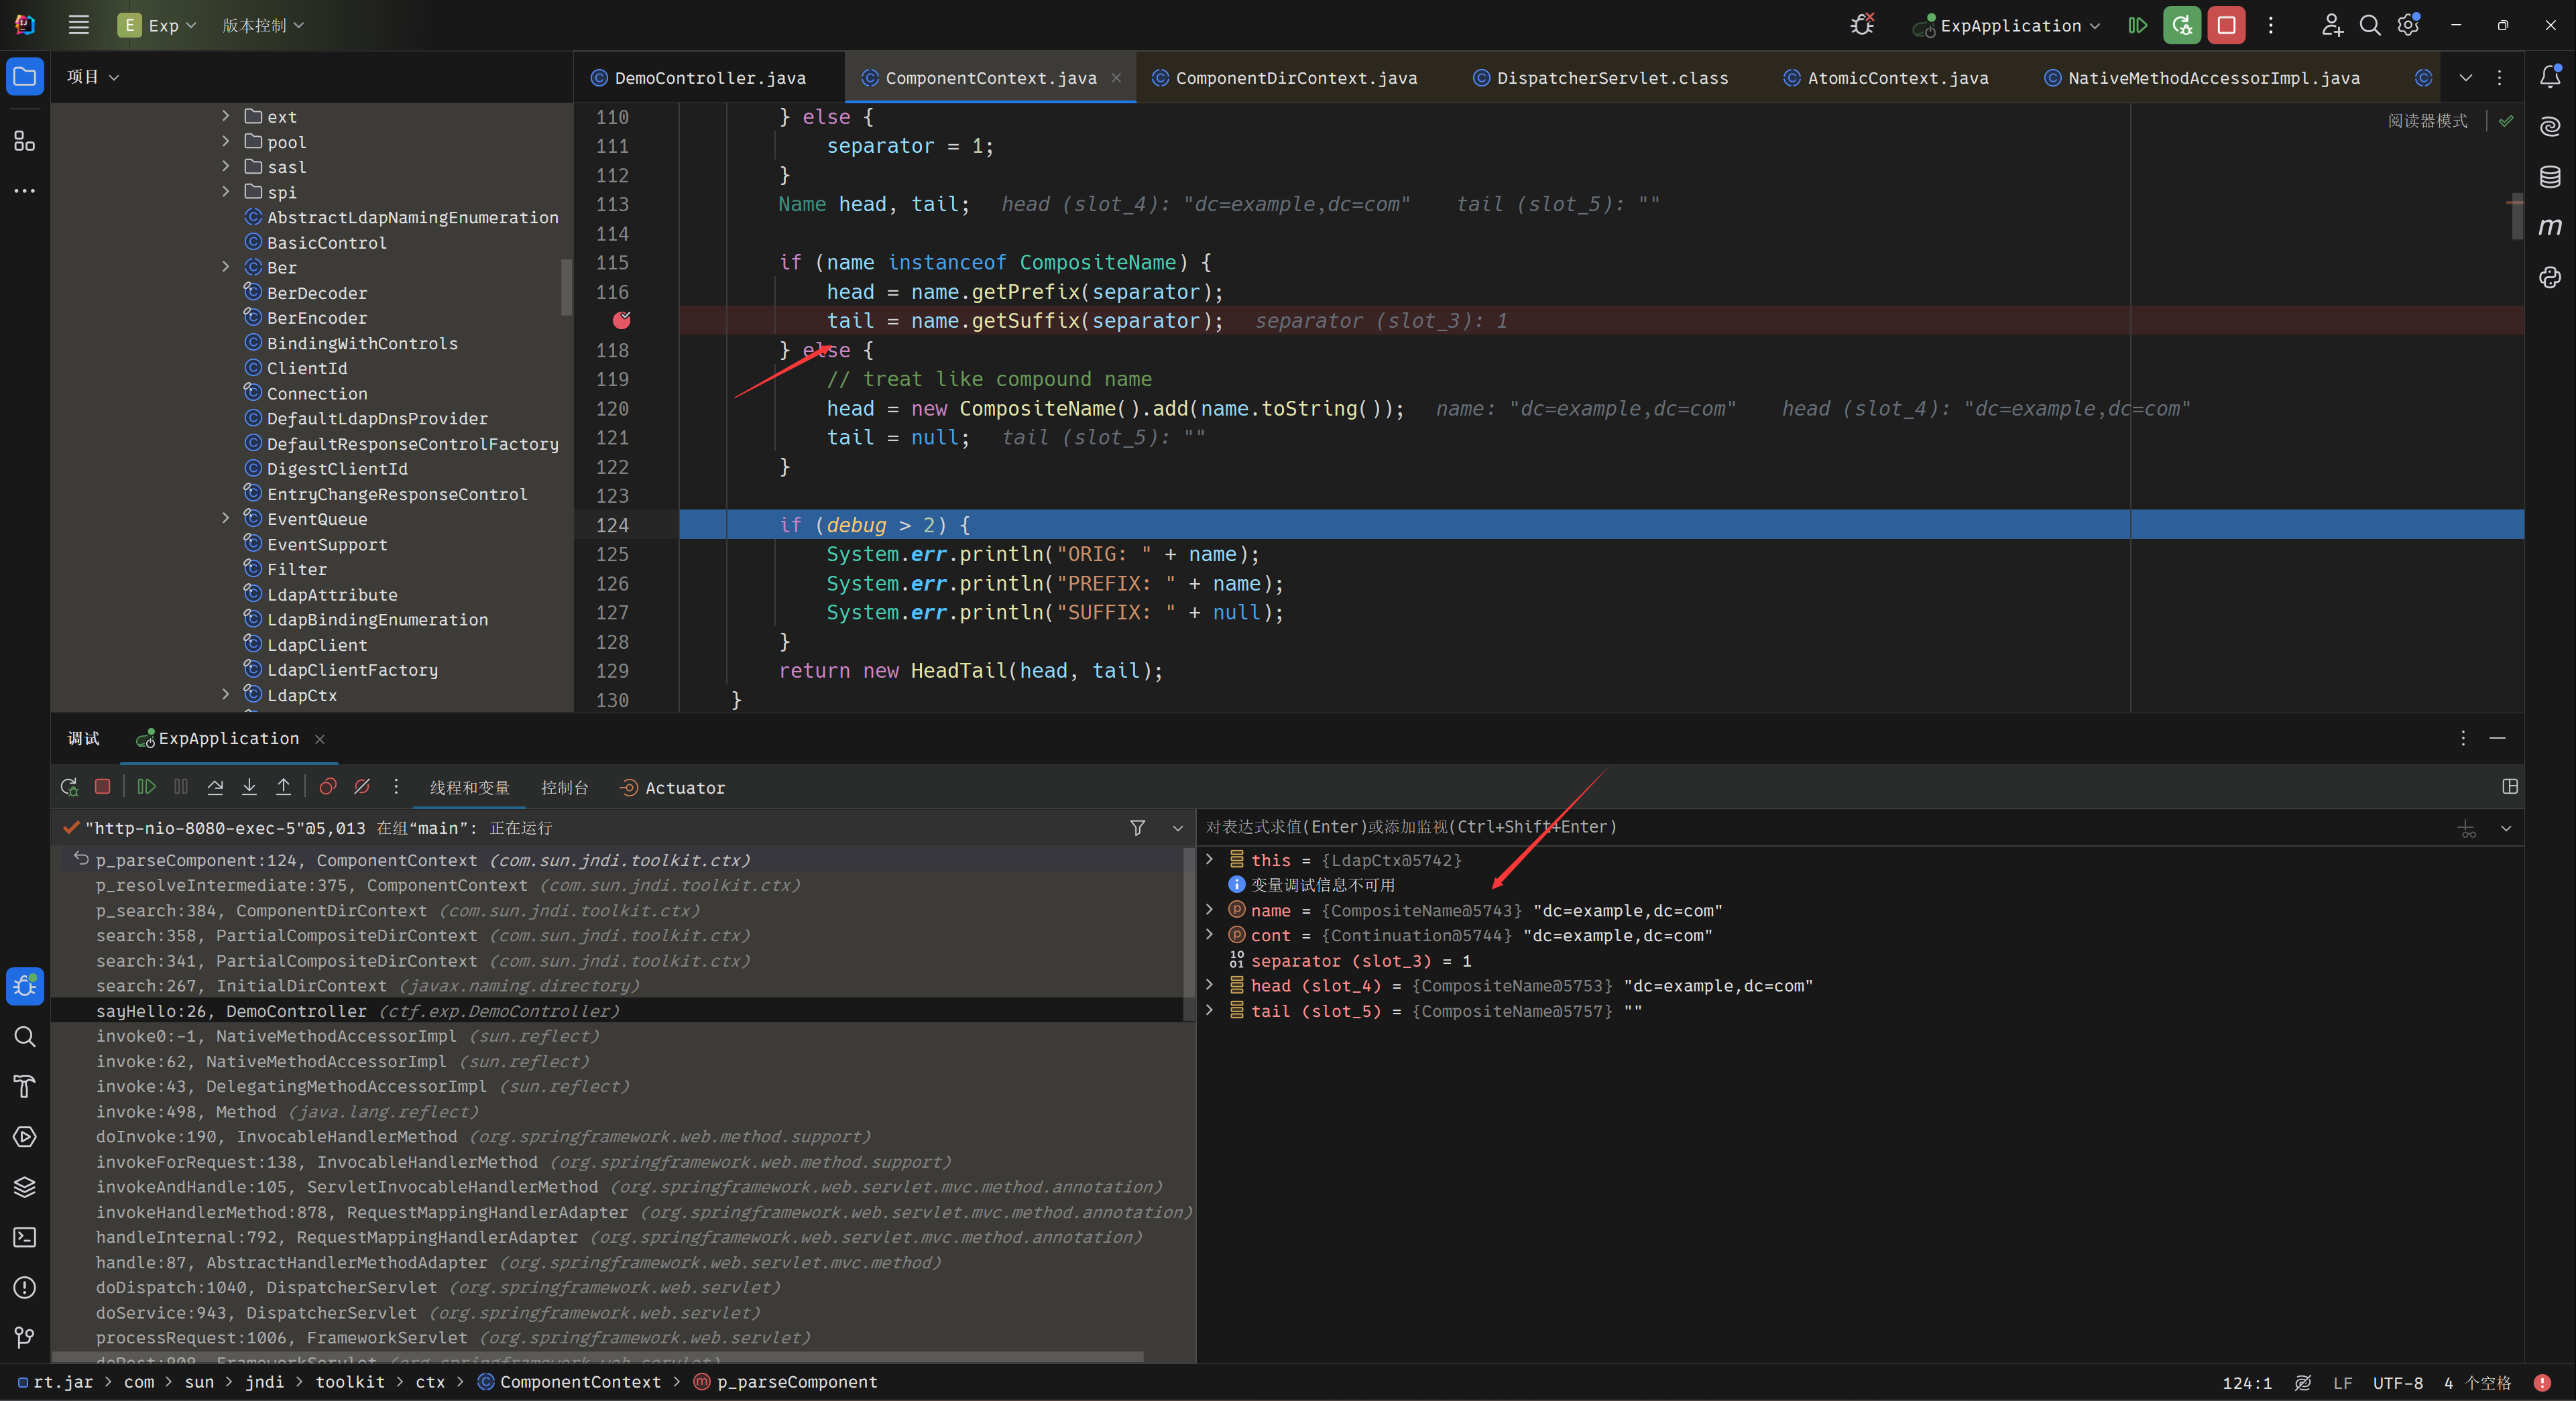 E Exp 版本控制 ExpApplication
项目
DemoController.java ComponentContext.java ComponentDirContext.java DispatcherServlet.class AtomicContext.java NativeMethodAccessorImpl.java
ext
pool
sasl
spi
AbstractLdapNamingEnumeration
BasicControl
Ber
BerDecoder
BerEncoder
BindingWithControls
ClientId
Connection
DefaultLdapDnsProvider
DefaultResponseControlFactory
DigestClientId
EntryChangeResponseControl
EventQueue
EventSupport
Filter
LdapAttribute
LdapBindingEnumeration
LdapClient
LdapClientFactory
LdapCtx
阅读器模式
110 } else {
111 separator = 1;
112 }
113 Name head, tail; head (slot_4): "dc=example,dc=com" tail (slot_5): ""
114
115 if (name instanceof CompositeName) {
116 head = name.getPrefix(separator);
tail = name.getSuffix(separator); separator (slot_3): 1
118 } else {
119 // treat like compound name
120 head = new CompositeName().add(name.toString()); name: "dc=example,dc=com" head (slot_4): "dc=example,dc=com"
121 tail = null; tail (slot_5): ""
122 }
123
124 if (debug > 2) {
125 System.err.println("ORIG: " + name);
126 System.err.println("PREFIX: " + name);
127 System.err.println("SUFFIX: " + null);
128 }
129 return new HeadTail(head, tail);
130 }
调试 ExpApplication
线程和变量 控制台 Actuator
"http-nio-8080-exec-5"@5,013 在组“main”: 正在运行
p_parseComponent:124, ComponentContext (com.sun.jndi.toolkit.ctx)
p_resolveIntermediate:375, ComponentContext (com.sun.jndi.toolkit.ctx)
p_search:384, ComponentDirContext (com.sun.jndi.toolkit.ctx)
search:358, PartialCompositeDirContext (com.sun.jndi.toolkit.ctx)
search:341, PartialCompositeDirContext (com.sun.jndi.toolkit.ctx)
search:267, InitialDirContext (javax.naming.directory)
sayHello:26, DemoController (ctf.exp.DemoController)
invoke0:-1, NativeMethodAccessorImpl (sun.reflect)
invoke:62, NativeMethodAccessorImpl (sun.reflect)
invoke:43, DelegatingMethodAccessorImpl (sun.reflect)
invoke:498, Method (java.lang.reflect)
doInvoke:190, InvocableHandlerMethod (org.springframework.web.method.support)
invokeForRequest:138, InvocableHandlerMethod (org.springframework.web.method.support)
invokeAndHandle:105, ServletInvocableHandlerMethod (org.springframework.web.servlet.mvc.method.annotation)
invokeHandlerMethod:878, RequestMappingHandlerAdapter (org.springframework.web.servlet.mvc.method.annotation)
handleInternal:792, RequestMappingHandlerAdapter (org.springframework.web.servlet.mvc.method.annotation)
handle:87, AbstractHandlerMethodAdapter (org.springframework.web.servlet.mvc.method)
doDispatch:1040, DispatcherServlet (org.springframework.web.servlet)
doService:943, DispatcherServlet (org.springframework.web.servlet)
processRequest:1006, FrameworkServlet (org.springframework.web.servlet)
doPost:909, FrameworkServlet (org.springframework.web.servlet)
对表达式求值(Enter)或添加监视(Ctrl+Shift+Enter)
this = {LdapCtx@5742}
变量调试信息不可用
name = {CompositeName@5743} "dc=example,dc=com"
cont = {Continuation@5744} "dc=example,dc=com"
separator (slot_3) = 1
head (slot_4) = {CompositeName@5753} "dc=example,dc=com"
tail (slot_5) = {CompositeName@5757} ""
rt.jar > com > sun > jndi > toolkit > ctx > ComponentContext > p_parseComponent
124:1 LF UTF-8 4 个空格